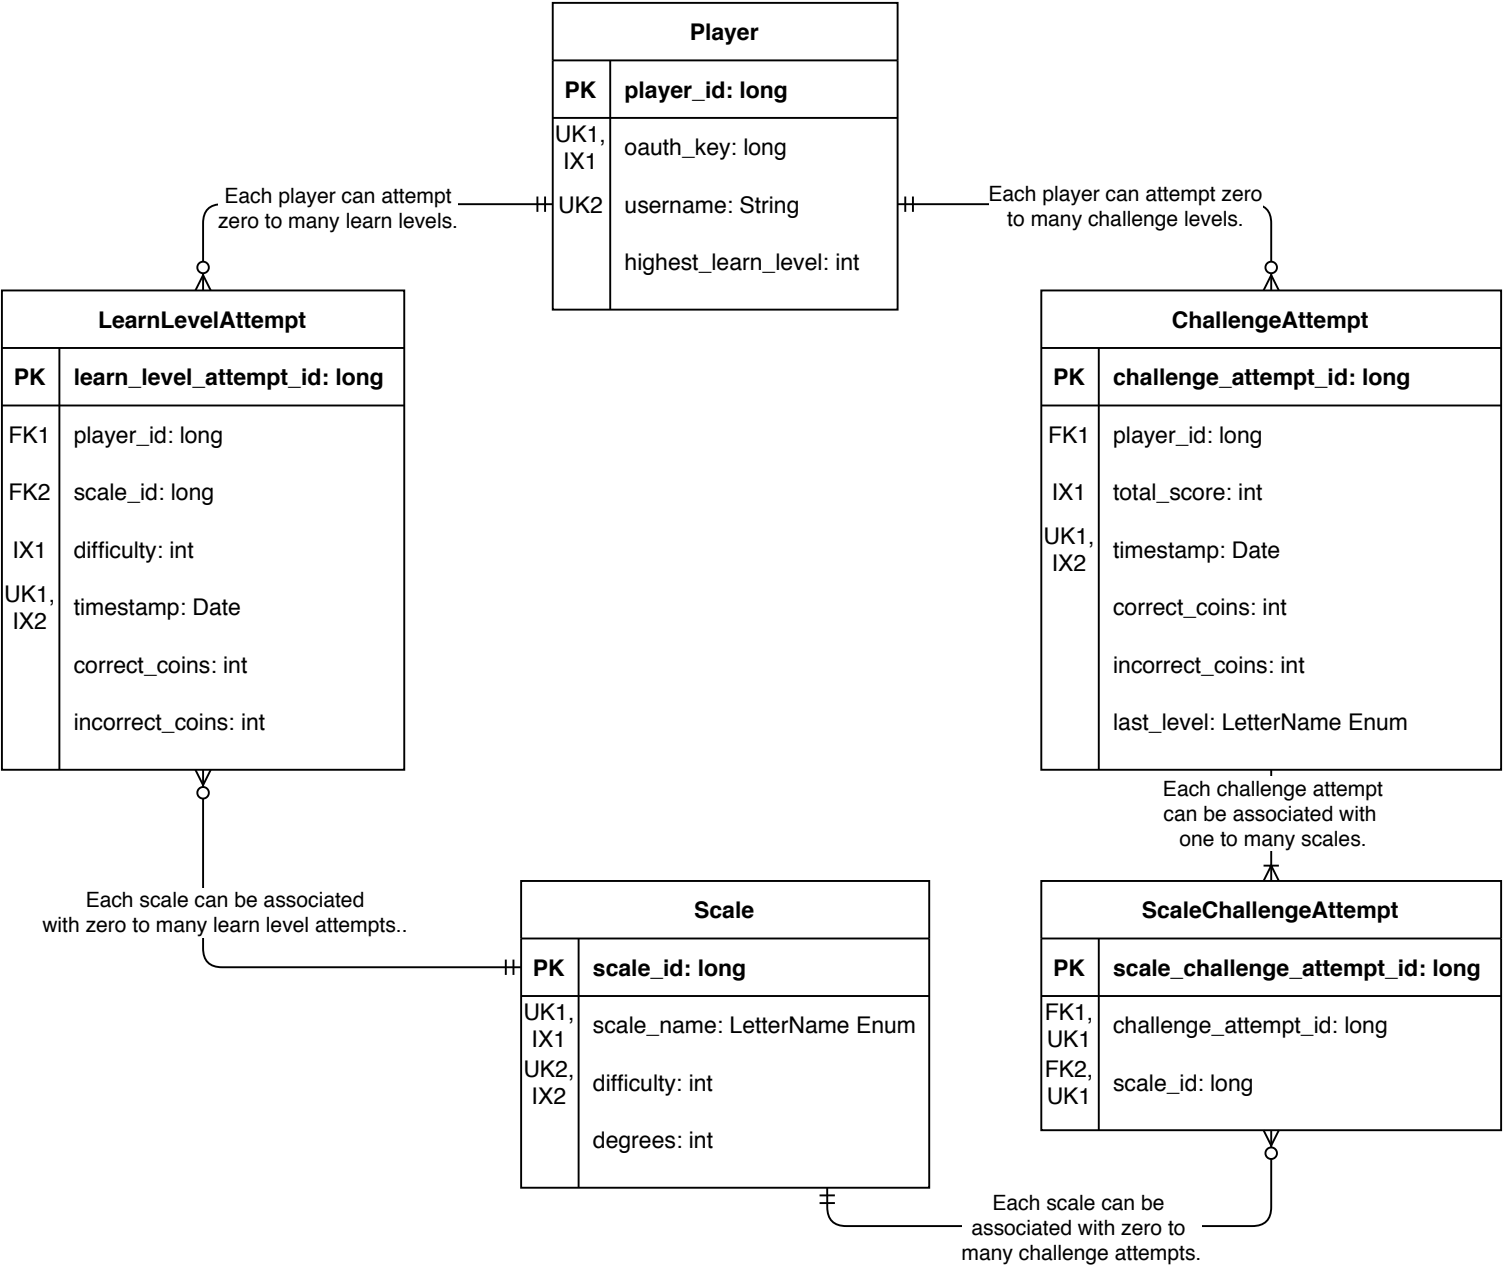 Player
PK player_id: long
UK1,
IX1
oauth_key: long
UK2 username: String
highest_learn_level: int
Each player can attempt
zero to many learn levels.
Each player can attempt zero
to many challenge levels.
LearnLevelAttempt
PK learn_level_attempt_id: long
FK1 player_id: long
FK2 scale_id: long
IX1 difficulty: int
UK1,
IX2
timestamp: Date
correct_coins: int
incorrect_coins: int
ChallengeAttempt
PK challenge_attempt_id: long
FK1 player_id: long
IX1 total_score: int
UK1,
IX2
timestamp: Date
correct_coins: int
incorrect_coins: int
last_level: LetterName Enum
Each challenge attempt
can be associated with
one to many scales.
Each scale can be associated
with zero to many learn level attempts..
Scale
PK scale_id: long
UK1,
IX1
scale_name: LetterName Enum
UK2,
IX2
difficulty: int
degrees: int
ScaleChallengeAttempt
PK scale_challenge_attempt_id: long
FK1,
UK1
challenge_attempt_id: long
FK2,
UK1
scale_id: long
Each scale can be
associated with zero to
many challenge attempts.